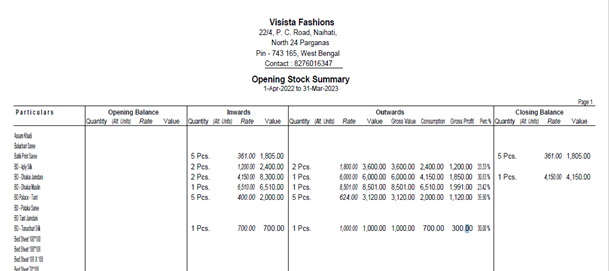 Visista Fashions
22/4, P. C. Road, Naihati,
North 24 Parganas
Pin - 743 165, West Bengal
Contact : 8276016347
Opening Stock Summary
1-Apr-2022 to 31-Mar-2023
Page 1
Particulars Opening Balance Inwards Outwards Closing Balance
Quantity (Alt. Units) Rate Value Quantity (Alt. Units) Rate Value Quantity (Alt. Units) Rate Value Gross Value Consumption Gross Profit Perc % Quantity (Alt. Units) Rate Value
Assam Khadi
Baluchari Saree
Batik Print Saree 5 Pcs. 361.00 1,805.00 5 Pcs. 361.00 1,805.00
BD - Silk 2 Pcs. 1,200.00 2,400.00 2 Pcs. 1,800.00 3,600.00 3,600.00 2,400.00 1,200.00 33.33 %
BD - Dhakai Jamdani 2 Pcs. 4,150.00 8,300.00 1 Pcs. 6,000.00 6,000.00 6,000.00 4,150.00 1,850.00 30.83 % 1 Pcs. 4,150.00 4,150.00
BD - Dhakai Muslin 1 Pcs. 6,510.00 6,510.00 1 Pcs. 8,501.00 8,501.00 8,501.00 6,510.00 1,991.00 23.42 %
BD Palace - Tant 5 Pcs. 400.00 2,000.00 5 Pcs. 624.00 3,120.00 3,120.00 2,000.00 1,120.00 35.90 %
BD - Saree
BD Tant Jamdani
BD - Silk 1 Pcs. 700.00 700.00 1 Pcs. 1,000.00 1,000.00 1,000.00 700.00 300.00 30.00 %
Bed Sheet
Bed Sheet
Bed Sheet 100 X 100
Bed Sheet